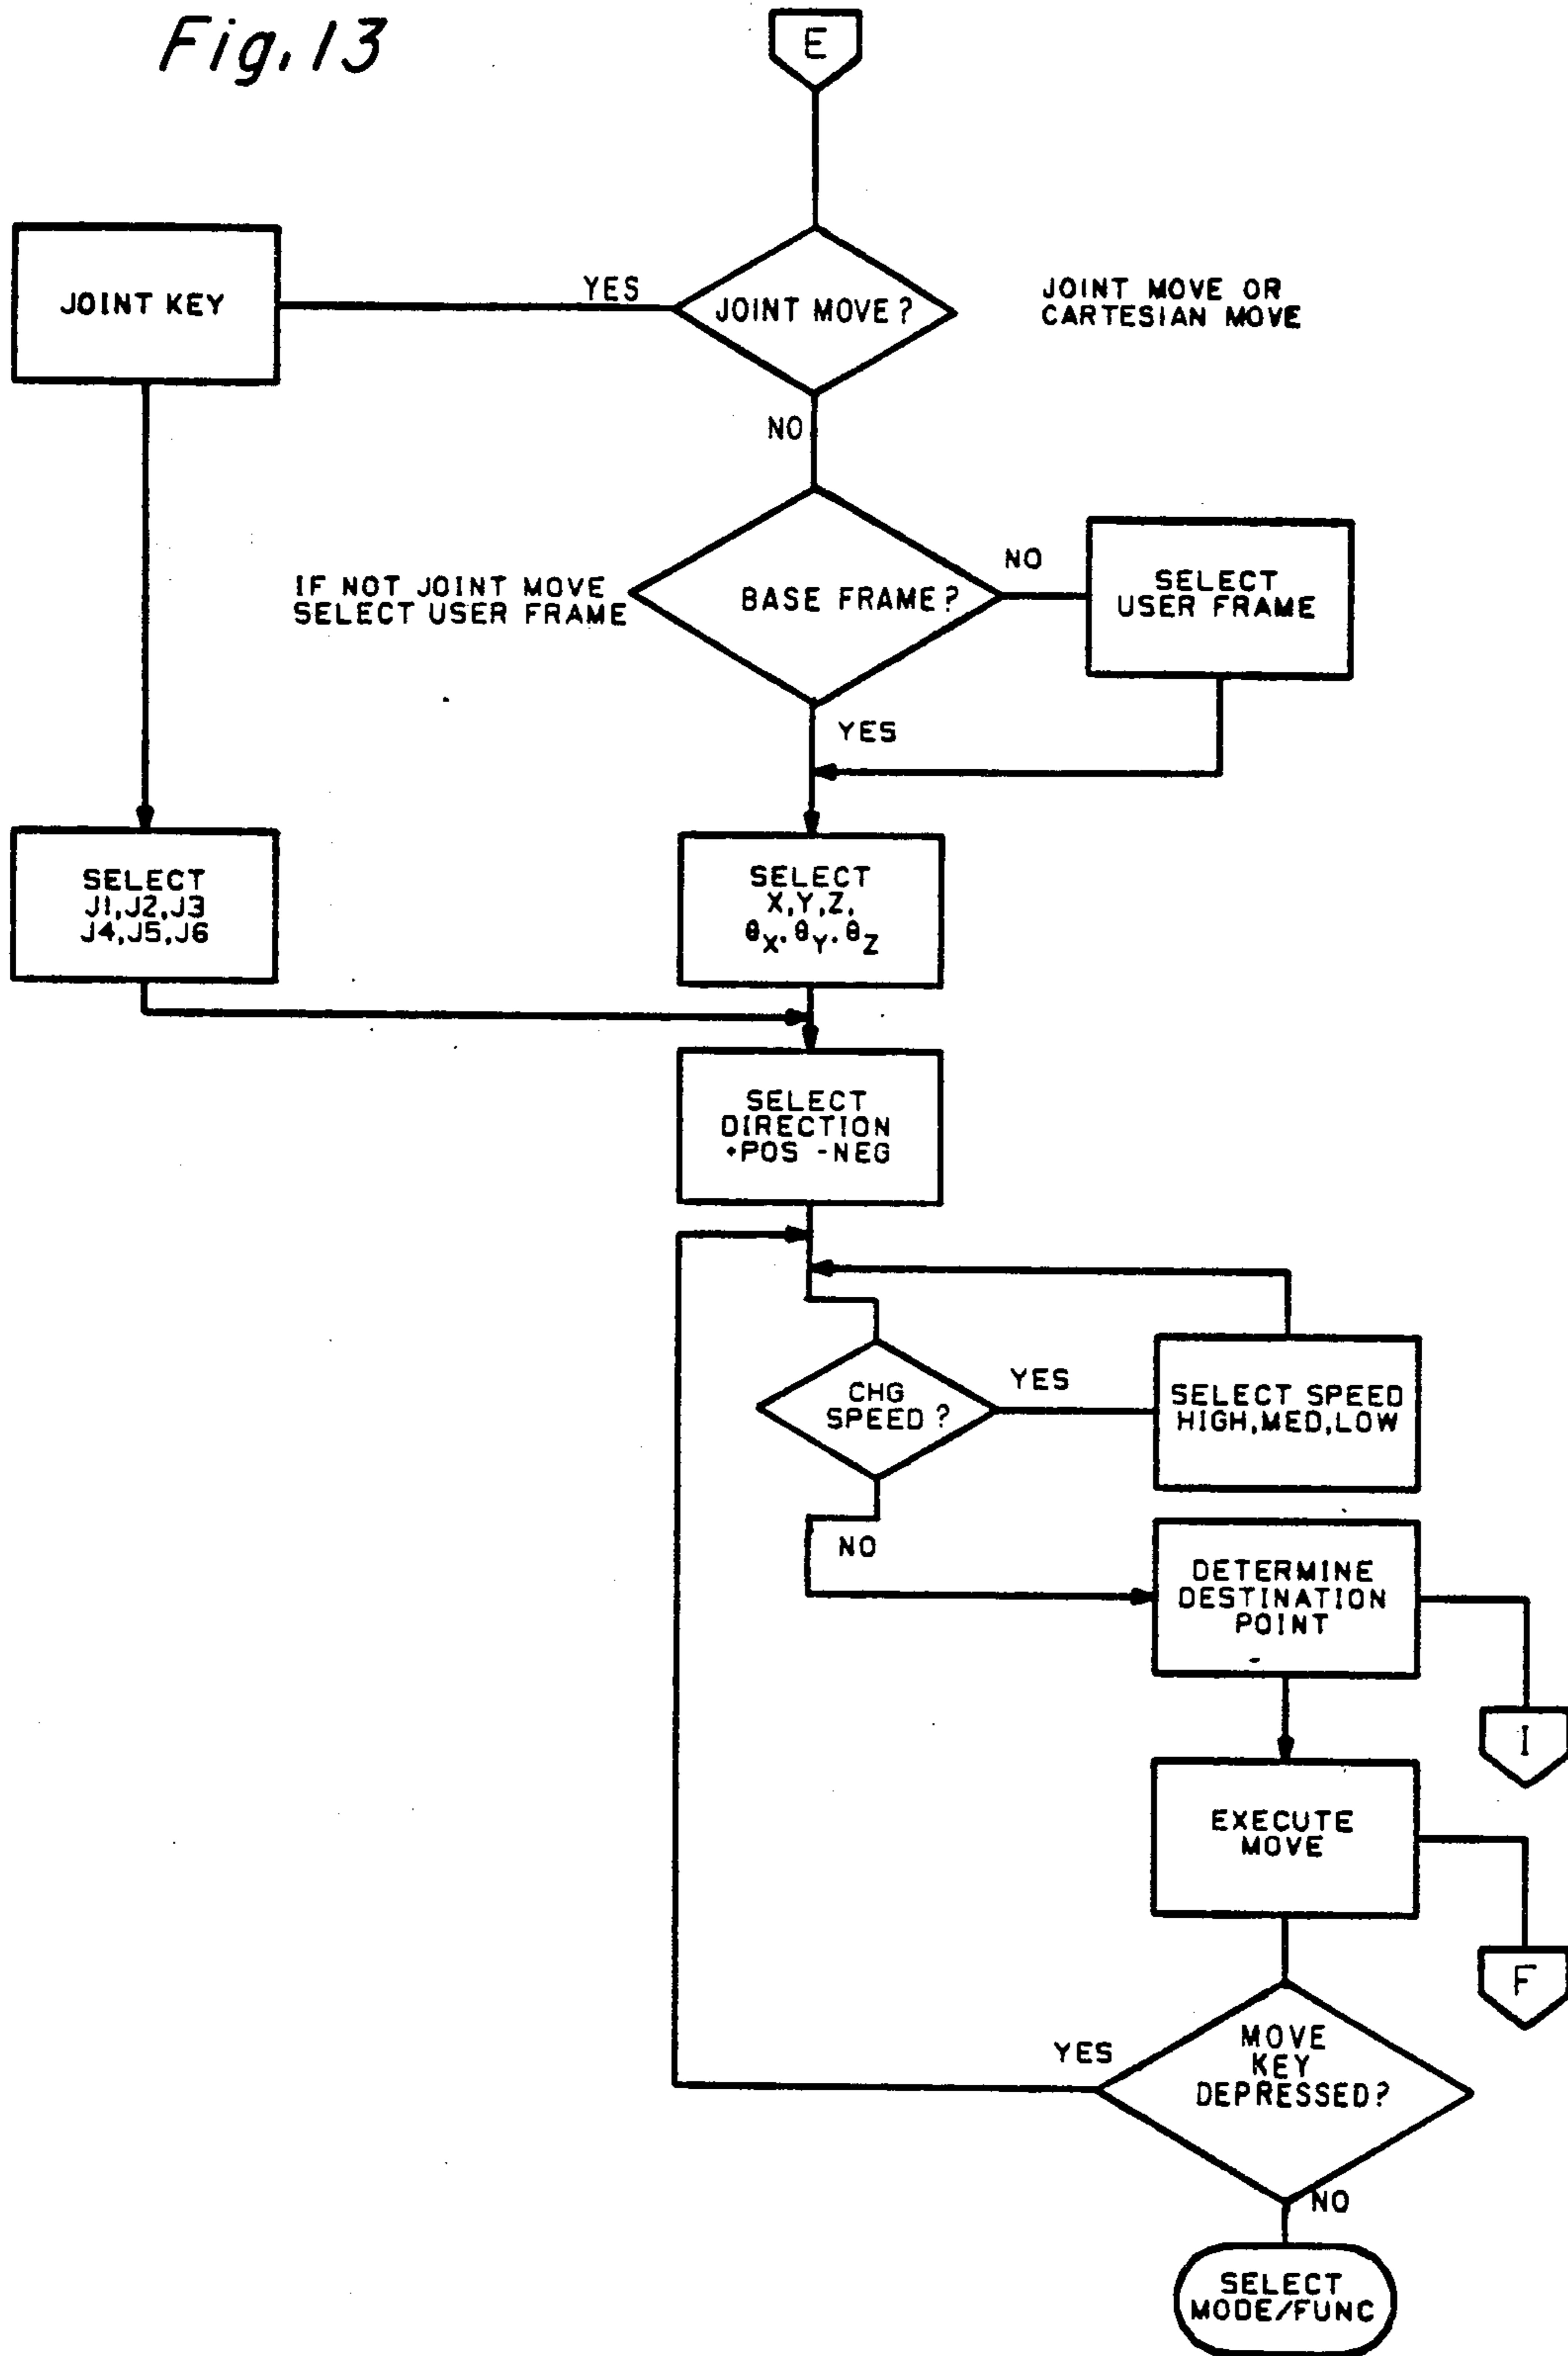 Fig. 13
E
JOINT KEY
YES
JOINT MOVE?
JOINT MOVE OR
CARTESIAN MOVE
NO
IF NOT JOINT MOVE
SELECT USER FRAME
BASE FRAME?
NO
SELECT
USER FRAME
YES
SELECT
J1,J2,J3
J4,J5,J6
SELECT
X,Y,Z,
θX, θY, θZ
SELECT
DIRECTION
+POS -NEG
CHG
SPEED?
YES
SELECT SPEED
HIGH,MED,LOW
NO
DETERMINE
DESTINATION
POINT
I
EXECUTE
MOVE
F
YES
MOVE
KEY
DEPRESSED?
NO
SELECT
MODE/FUNC